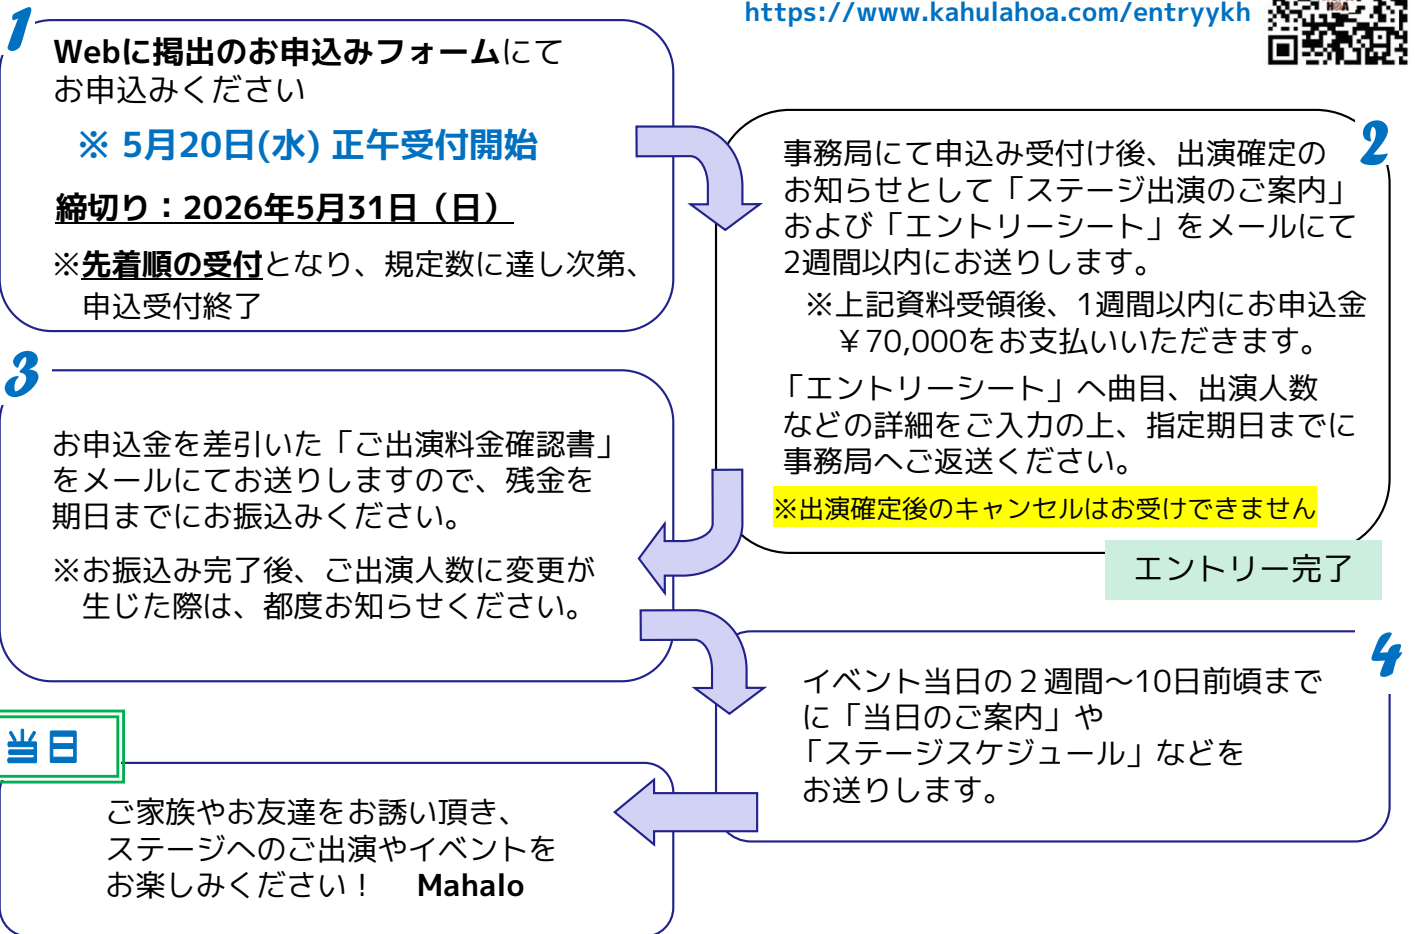 https://www.kahulahoa.com/entryykh
1
Webに掲出のお申込みフォームにて
お申込みください
※ 5月20日(水) 正午受付開始
締切り：2026年5月31日（日）
※先着順の受付となり、規定数に達し次第、
申込受付終了
2
事務局にて申込み受付け後、出演確定の
お知らせとして「ステージ出演のご案内」
および「エントリーシート」をメールにて
2週間以内にお送りします。
※上記資料受領後、1週間以内にお申込金
￥70,000をお支払いいただきます。
「エントリーシート」へ曲目、出演人数
などの詳細をご入力の上、指定期日までに
事務局へご返送ください。
※出演確定後のキャンセルはお受けできません
エントリー完了
3
お申込金を差引いた「ご出演料金確認書」
をメールにてお送りしますので、残金を
期日までにお振込みください。
※お振込み完了後、ご出演人数に変更が
生じた際は、都度お知らせください。
4
イベント当日の２週間～10日前頃まで
に「当日のご案内」や
「ステージスケジュール」などを
お送りします。
当日
ご家族やお友達をお誘い頂き、
ステージへのご出演やイベントを
お楽しみください！ Mahalo